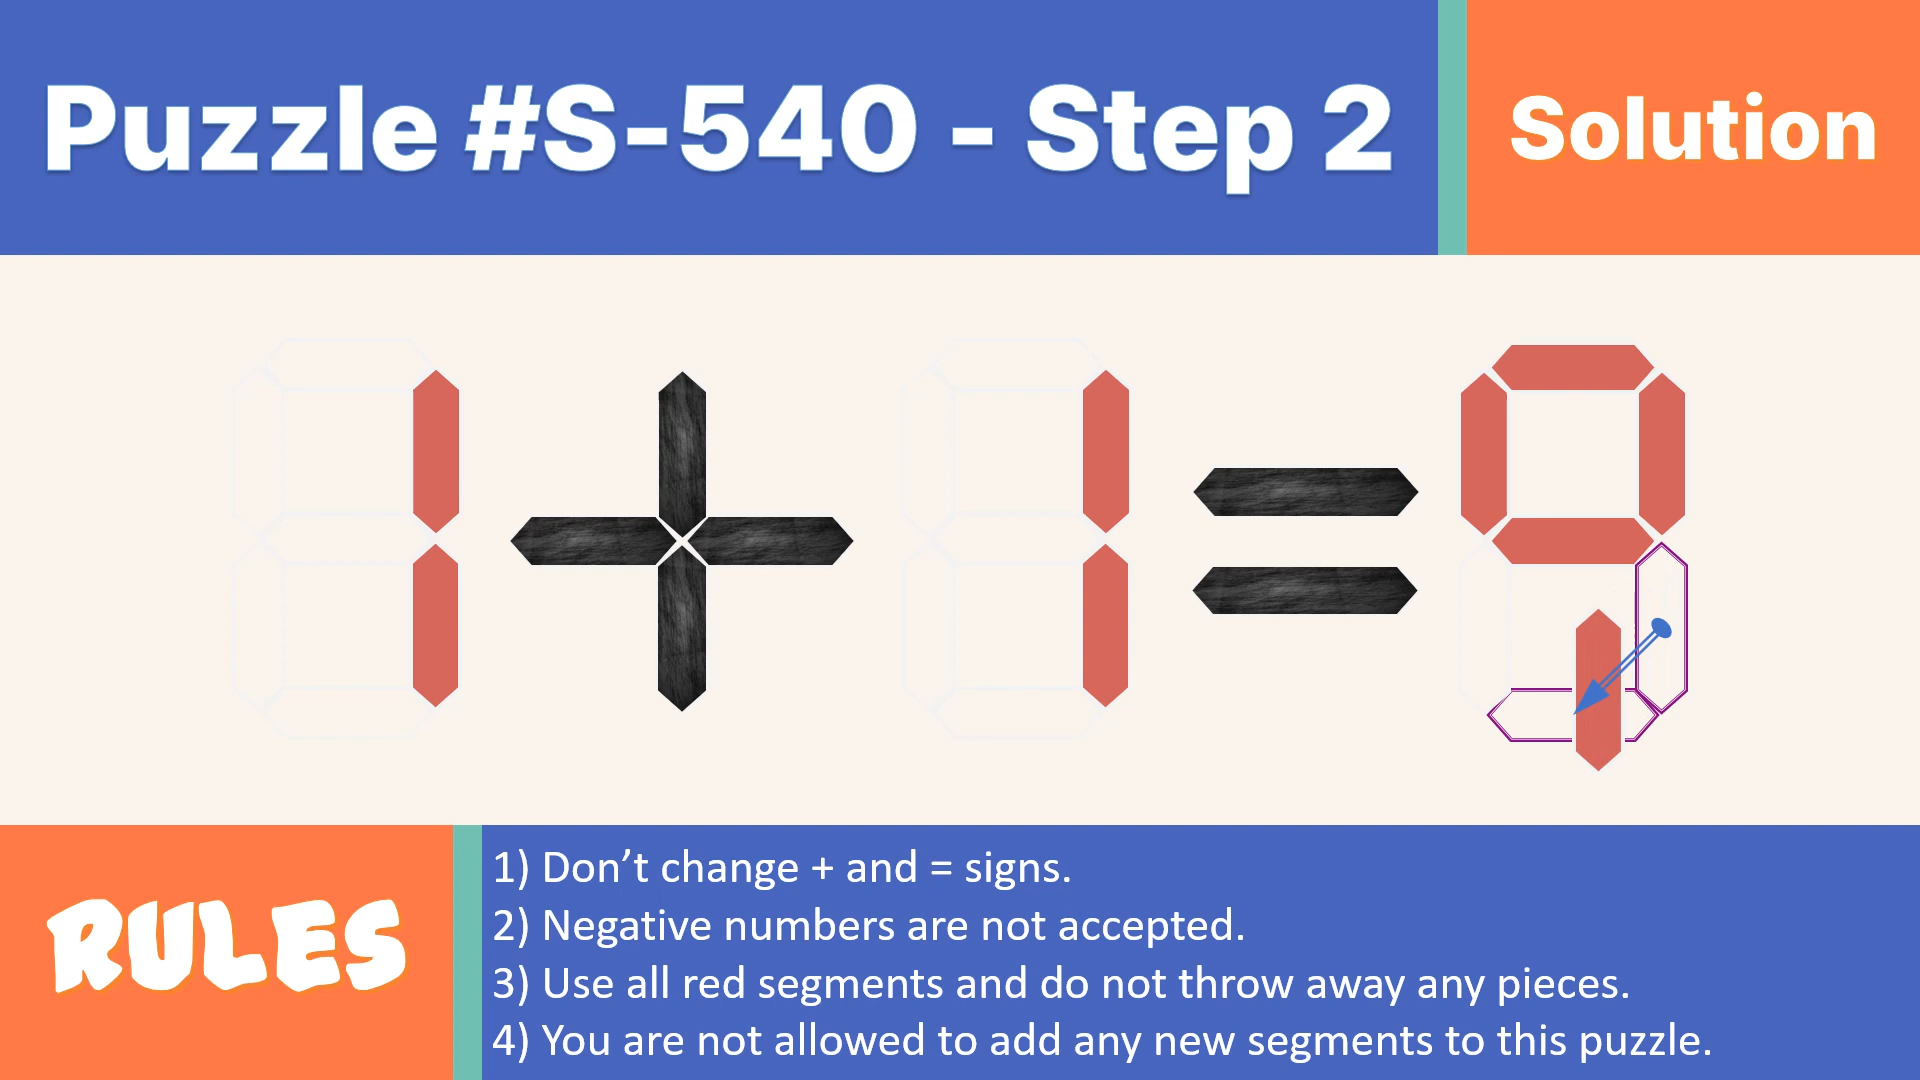 Puzzle #S-540 - Step 2
Solution
1 + 1 =
RULES
1) Don’t change + and = signs.
2) Negative numbers are not accepted.
3) Use all red segments and do not throw away any pieces.
4) You are not allowed to add any new segments to this puzzle.